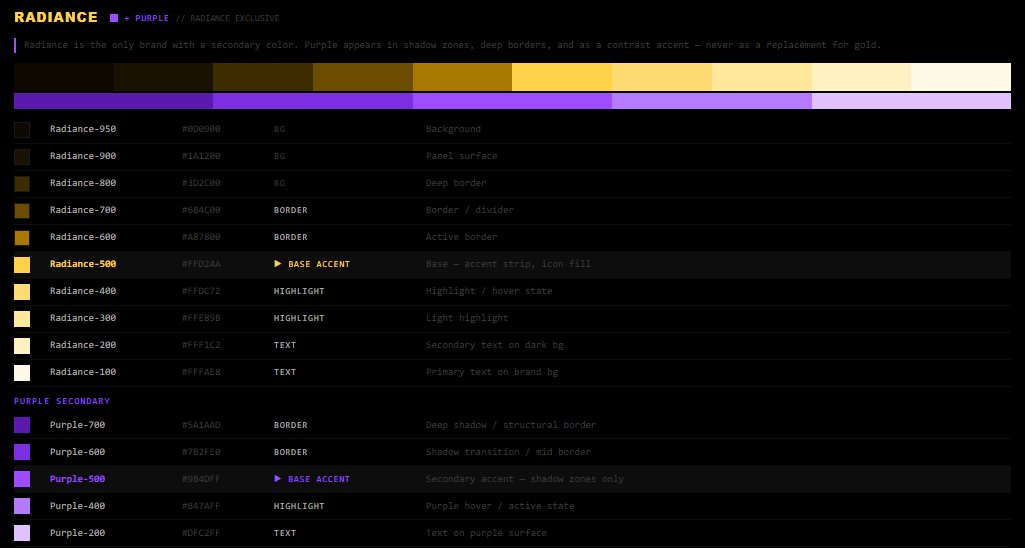 RADIANCE + PURPLE // RADIANCE EXCLUSIVE
Radiance is the only brand with a secondary color. Purple appears in shadow zones, deep borders, and as a contrast accent — never as a replacement for gold.
Radiance-950 #0D0900 BG Background
Radiance-900 #1A1200 BG Panel surface
Radiance-800 #3D2C00 BG Deep border
Radiance-700 #6B4C00 BORDER Border / divider
Radiance-600 #A87800 BORDER Active border
Radiance-500 #FFD24A ▶ BASE ACCENT Base — accent strip, icon fill
Radiance-400 #FFDC72 HIGHLIGHT Highlight / hover state
Radiance-300 #FFE89B HIGHLIGHT Light highlight
Radiance-200 #FFF1C2 TEXT Secondary text on dark bg
Radiance-100 #FFFAE8 TEXT Primary text on brand bg
PURPLE SECONDARY
Purple-700 #5A1AAD BORDER Deep shadow / structural border
Purple-600 #7B2FE0 BORDER Shadow transition / mid border
Purple-500 #9B4DFF ▶ BASE ACCENT Secondary accent — shadow zones only
Purple-400 #B47AFF HIGHLIGHT Purple hover / active state
Purple-200 #DFC2FF TEXT Text on purple surface